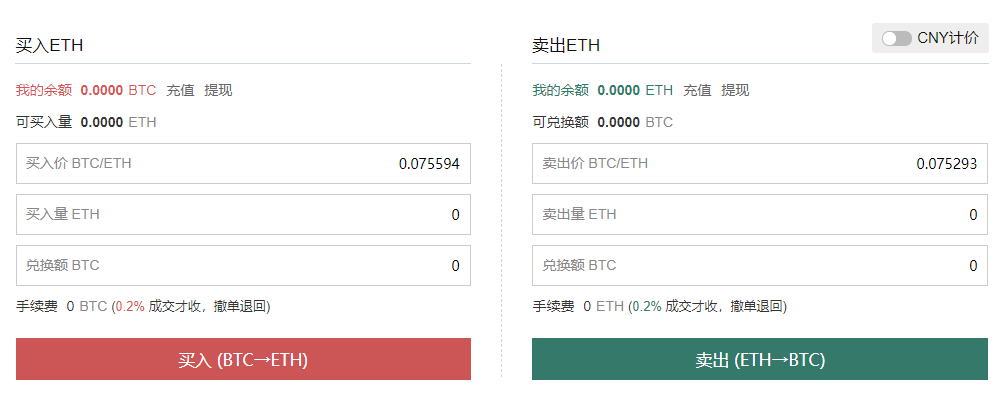 买入ETH
我的余额 0.0000 BTC 充值 提现
可买入量 0.0000 ETH
买入价 BTC/ETH 0.075594
买入量 ETH 0
兑换额 BTC 0
手续费 0 BTC (0.2% 成交才收，撤单退回)
买入 (BTC→ETH)
卖出ETH
CNY计价
我的余额 0.0000 ETH 充值 提现
可兑换额 0.0000 BTC
卖出价 BTC/ETH 0.075293
卖出量 ETH 0
兑换额 BTC 0
手续费 0 ETH (0.2% 成交才收，撤单退回)
卖出 (ETH→BTC)